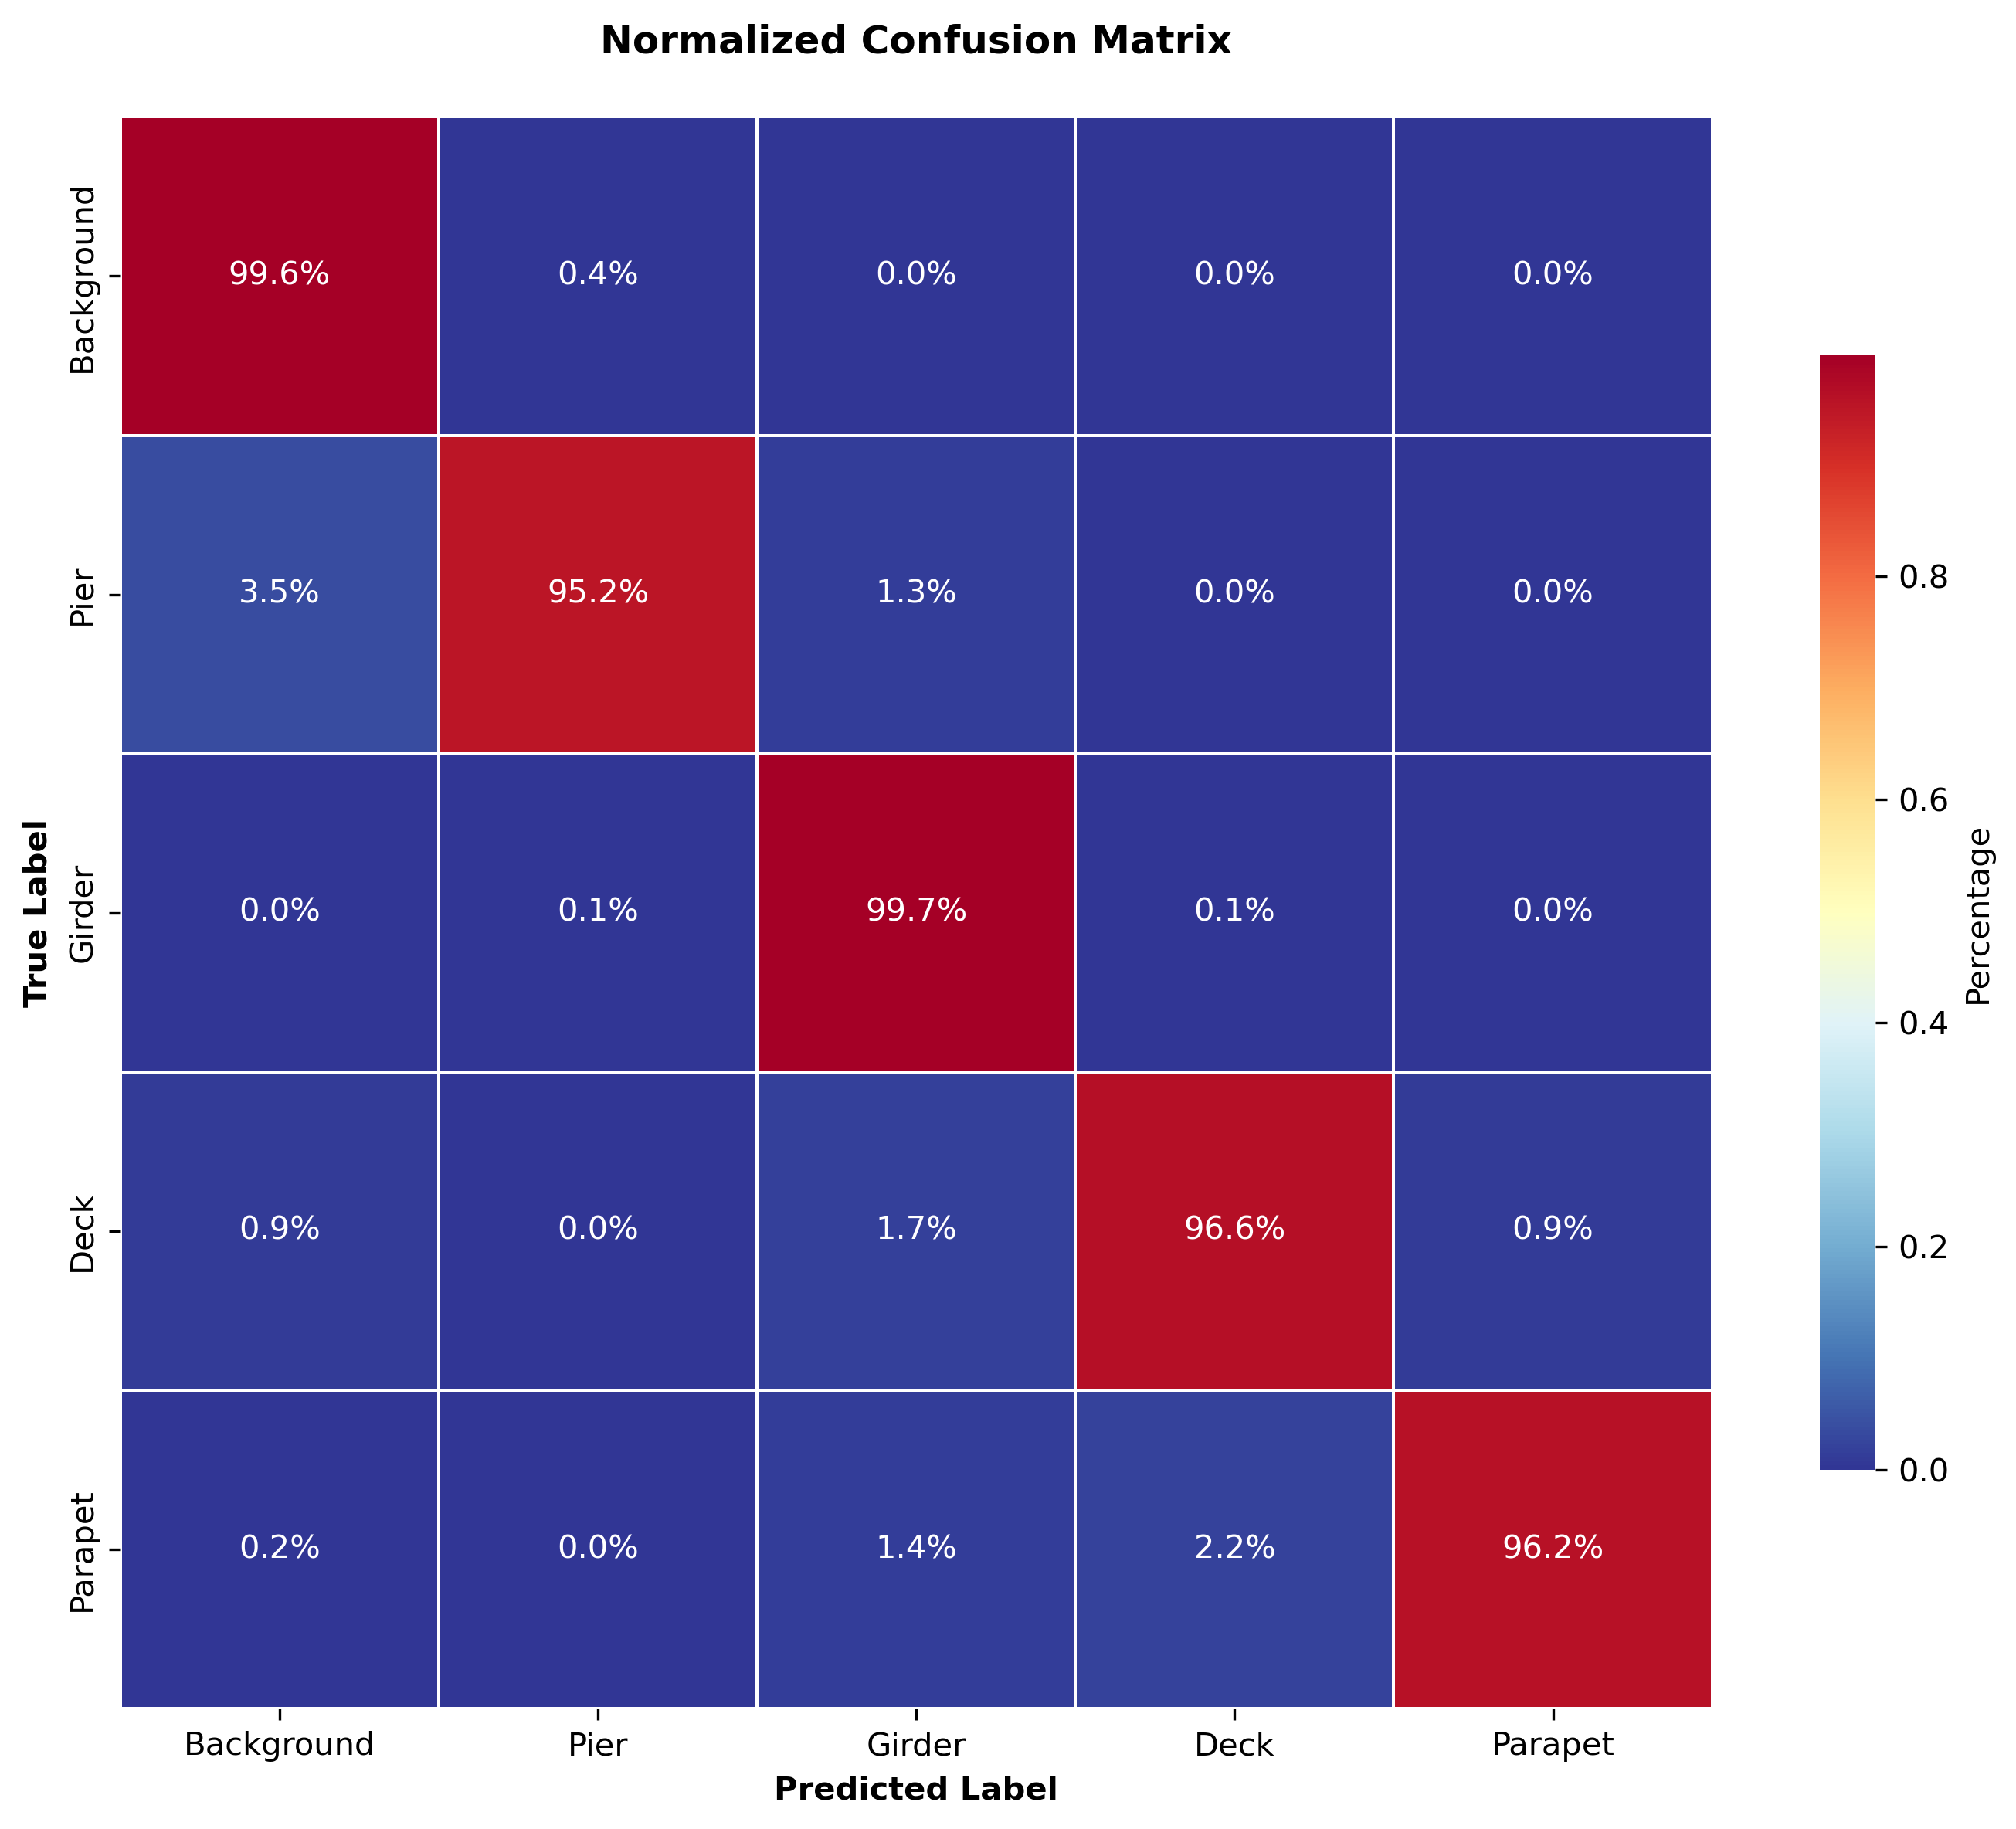 Normalized Confusion Matrix
True Label
Background
99.6% 0.4% 0.0% 0.0% 0.0%
Pier
3.5% 95.2% 1.3% 0.0% 0.0%
Girder
0.0% 0.1% 99.7% 0.1% 0.0%
Deck
0.9% 0.0% 1.7% 96.6% 0.9%
Parapet
0.2% 0.0% 1.4% 2.2% 96.2%
Background Pier Girder Deck Parapet
Predicted Label
0.8
0.6
0.4
0.2
0.0
Percentage